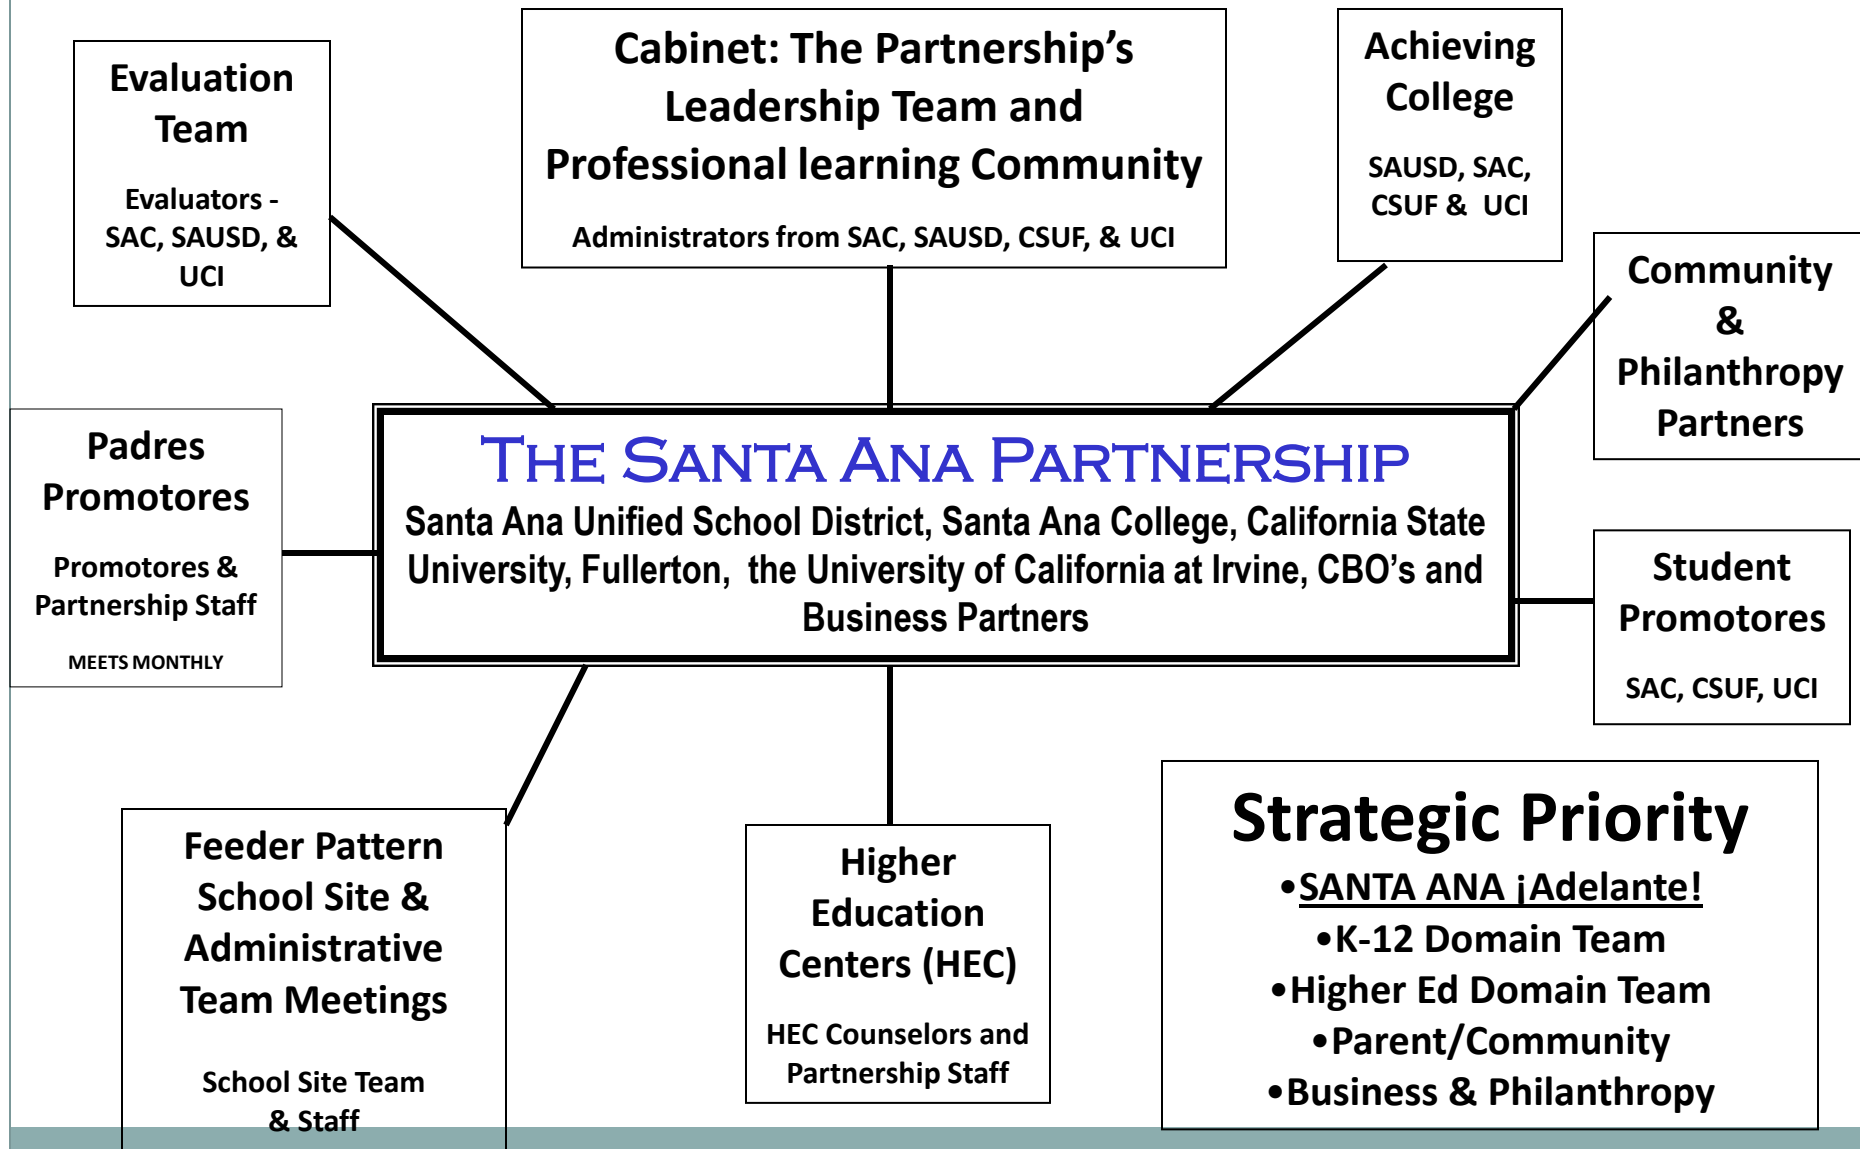 Evaluation
Team
Evaluators -
SAC, SAUSD, &
UCI
Cabinet: The Partnership’s
Leadership Team and
Professional learning Community
Administrators from SAC, SAUSD, CSUF, & UCI
Achieving
College
SAUSD, SAC,
CSUF & UCI
Community
&
Philanthropy
Partners
Padres
Promotores
Promotores &
Partnership Staff
MEETS MONTHLY
THE SANTA ANA PARTNERSHIP
Santa Ana Unified School District, Santa Ana College, California State
University, Fullerton, the University of California at Irvine, CBO’s and
Business Partners
Student
Promotores
SAC, CSUF, UCI
Feeder Pattern
School Site &
Administrative
Team Meetings
School Site Team
& Staff
Higher
Education
Centers (HEC)
HEC Counselors and
Partnership Staff
Strategic Priority
•SANTA ANA ¡Adelante!
•K-12 Domain Team
•Higher Ed Domain Team
•Parent/Community
•Business & Philanthropy